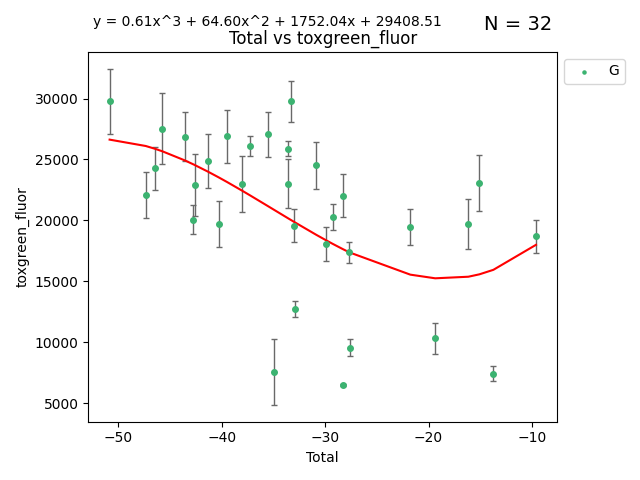 y = 0.61x^3 + 64.60x^2 + 1752.04x + 29408.51
N = 32
Total vs toxgreen_fluor
G
toxgreen_fluor
30000
25000
20000
15000
10000
5000
−50
−40
−30
−20
−10
Total